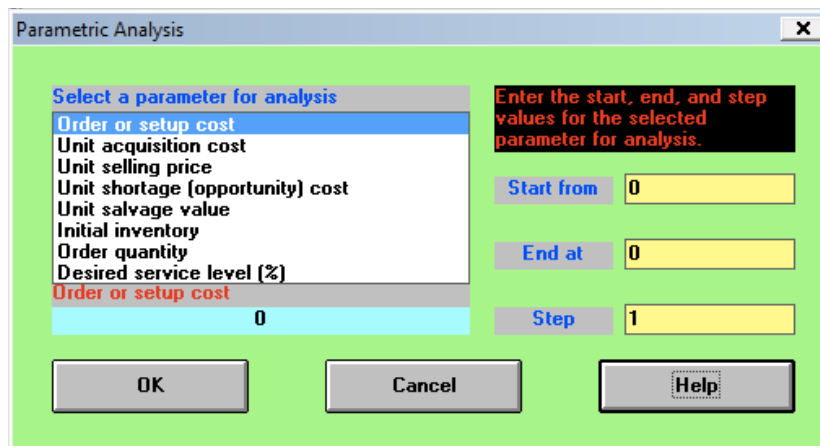 Parametric Analysis
Select a parameter for analysis
Order or setup cost
Unit acquisition cost
Unit selling price
Unit shortage (opportunity) cost
Unit salvage value
Initial inventory
Order quantity
Desired service level (%)
Order or setup cost
0
Enter the start, end, and step
values for the selected
parameter for analysis.
Start from 0
End at 0
Step 1
OK Cancel Help